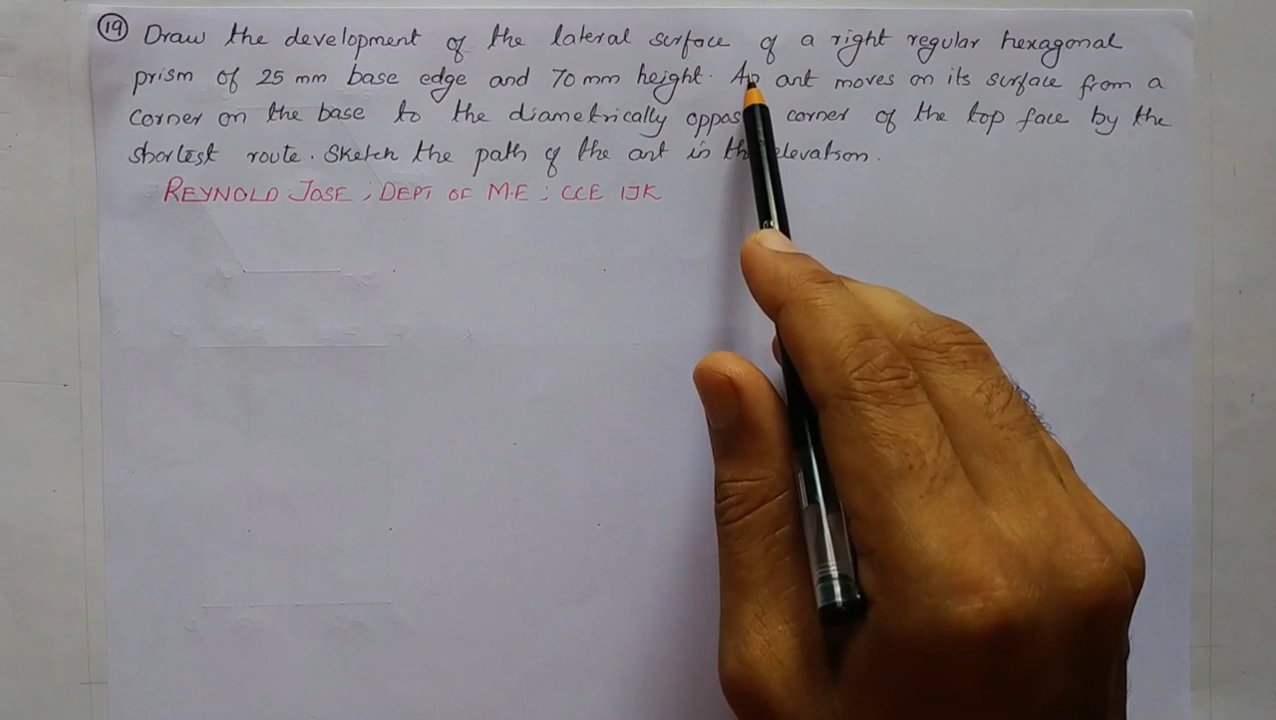 19 Draw the development of the lateral surface of a right regular hexagonal
prism of 25 mm base edge and 70 mm height. An ant moves on its surface from a
corner on the base to the diametrically corner of the top face by the
shortest route. Sketch the path of the ant in elevation.
REYNOLD JOSE ; DEPT OF M.E ; CCE IJK